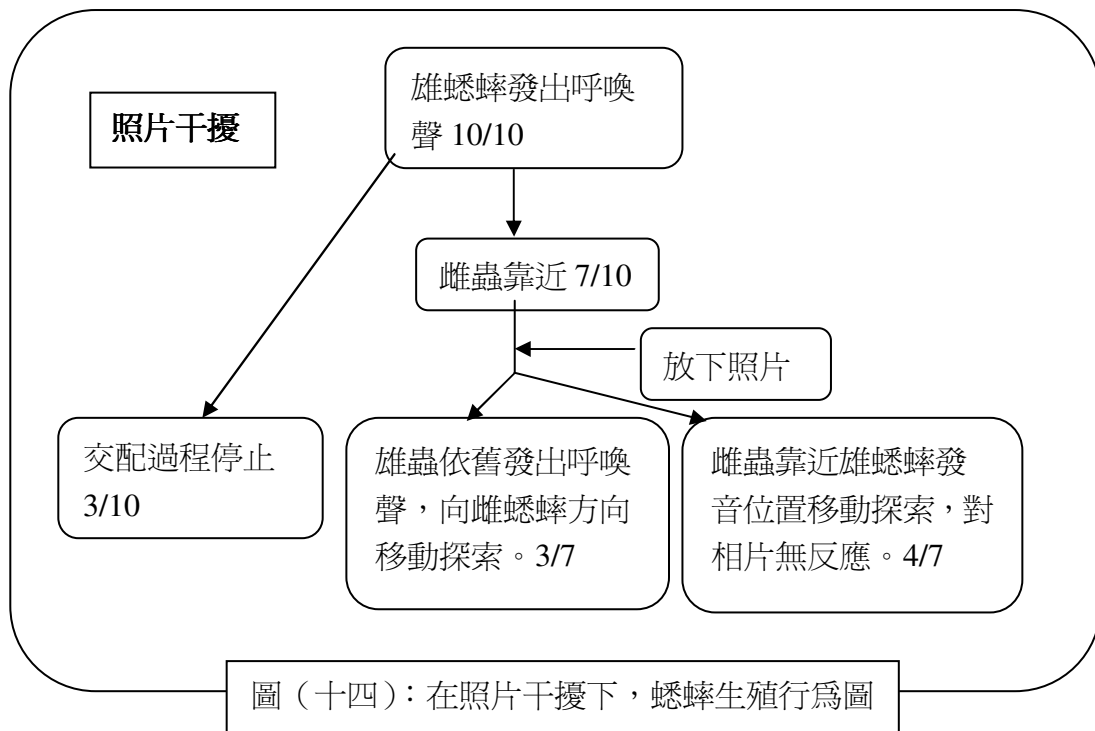 雄蟋蟀發出呼喚
聲 10/10
照片干擾
雌蟲靠近 7/10
放下照片
交配過程停止
3/10
雄蟲依舊發出呼喚
聲，向雌蟋蟀方向
移動探索。3/7
雌蟲靠近雄蟋蟀發
音位置移動探索，對
相片無反應。4/7
圖（十四）：在照片干擾下，蟋蟀生殖行為圖